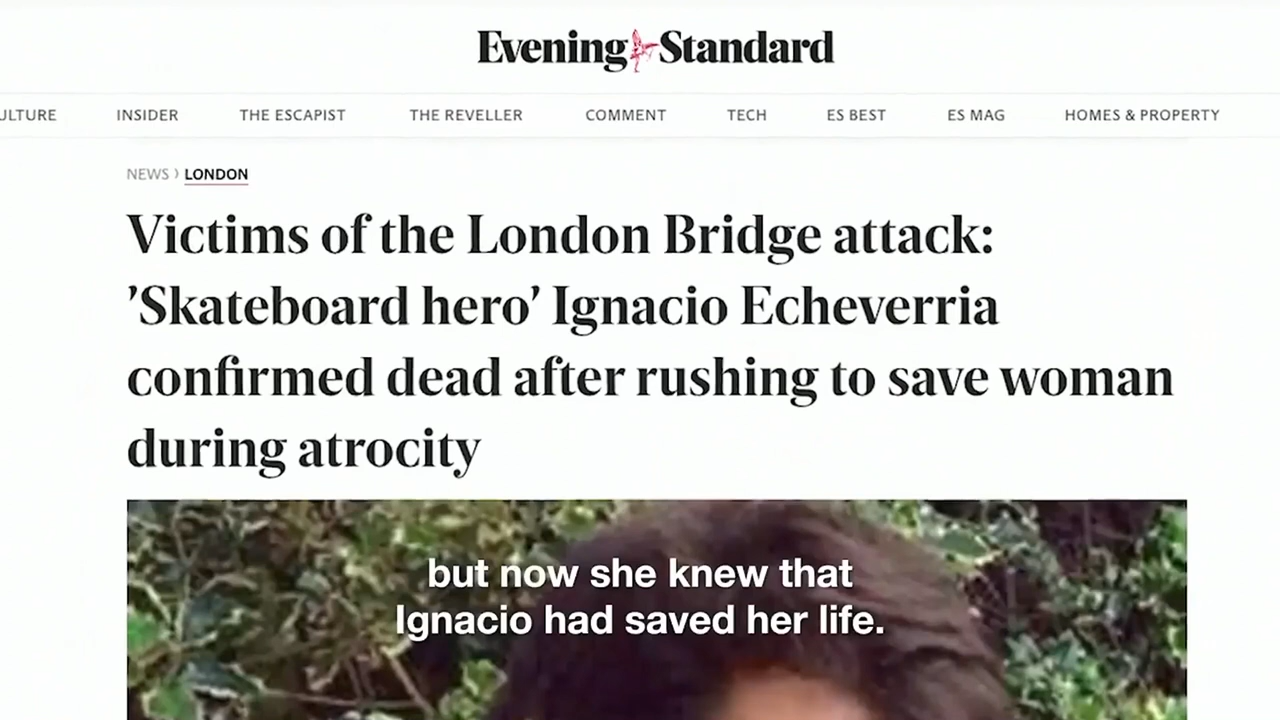 Evening Standard
ULTURE INSIDER THE ESCAPIST THE REVELLER COMMENT TECH ES BEST ES MAG HOMES & PROPERTY
NEWS › LONDON
Victims of the London Bridge attack:
’Skateboard hero’ Ignacio Echeverria
confirmed dead after rushing to save woman
during atrocity
but now she knew that
Ignacio had saved her life.